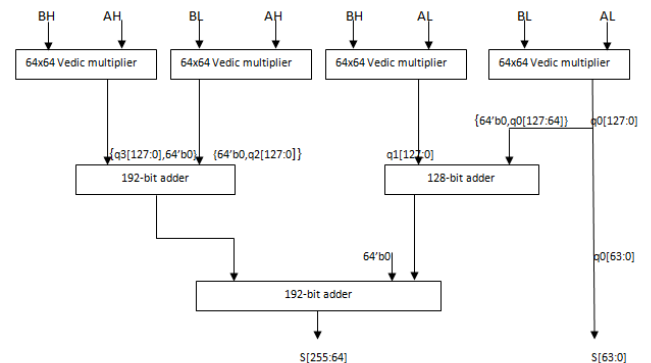 BH AH BL AH BH AL BL AL
64x64 Vedic multiplier 64x64 Vedic multiplier 64x64 Vedic multiplier 64x64 Vedic multiplier
{64’b0,q0[127:64]} q0[127:0]
{q3[127:0],64’b0} {64’b0,q2[127:0]} q1[127:0]
192-bit adder 128-bit adder
64’b0 q0[63:0]
192-bit adder
S[255:64] S[63:0]